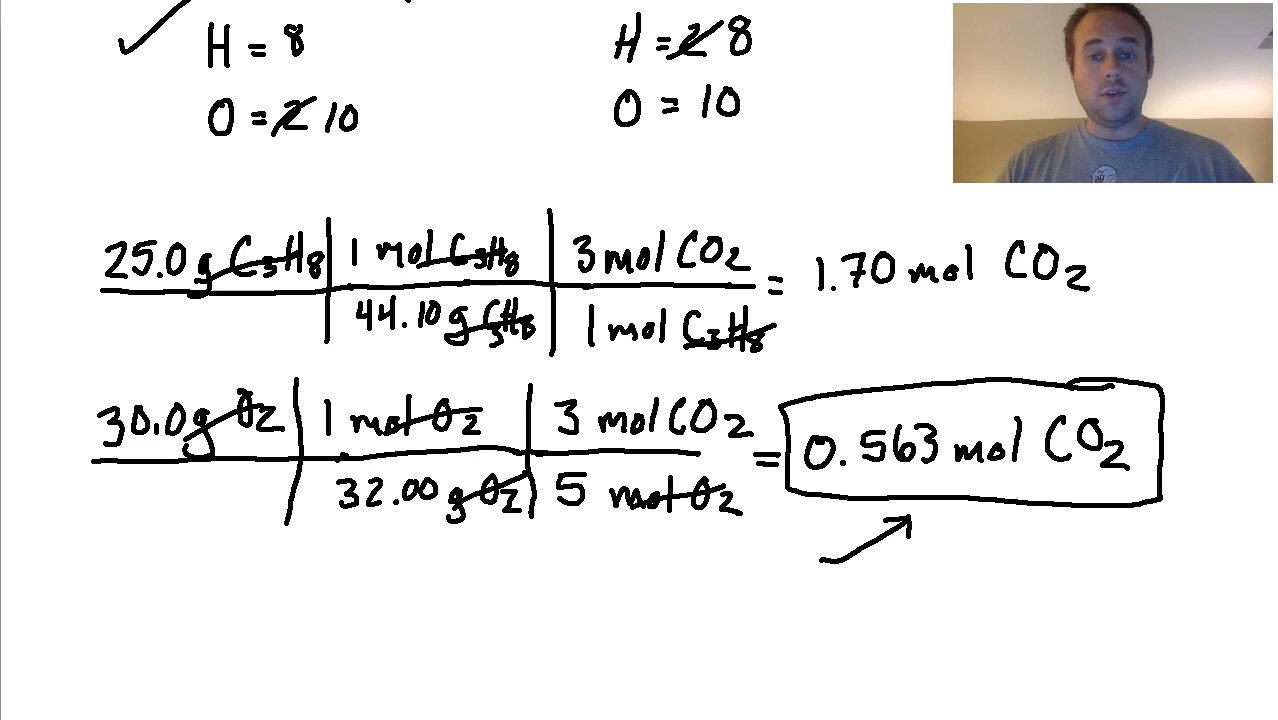 H = 8 H = 2 8
O = 2 10 O = 10
25.0 g C3H8 1 mol C3H8 3 mol CO2 = 1.70 mol CO2
44.10 g C3H8 1 mol C3H8
30.0 g O2 1 mol O2 3 mol CO2 = 0.563 mol CO2
32.00 g O2 5 mol O2